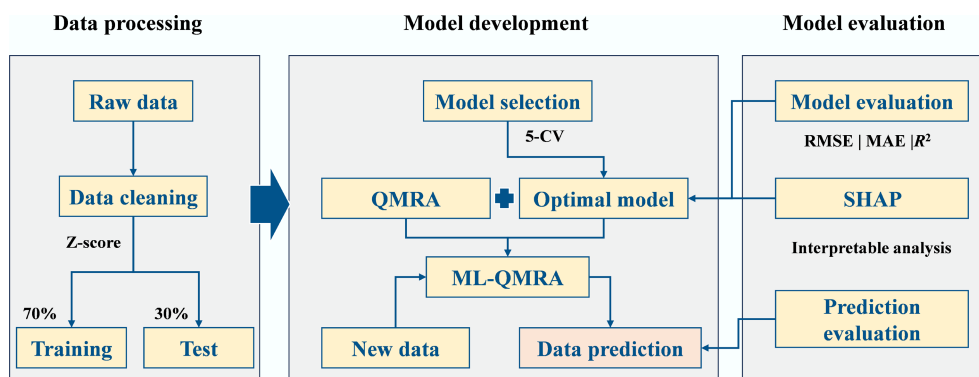 Data processing
Raw data
Data cleaning
Z-score
70%
30%
Training
Test
Model development
Model selection
5-CV
QMRA
Optimal model
ML-QMRA
New data
Data prediction
Model evaluation
Model evaluation
RMSE | MAE |R²
SHAP
Interpretable analysis
Prediction
evaluation